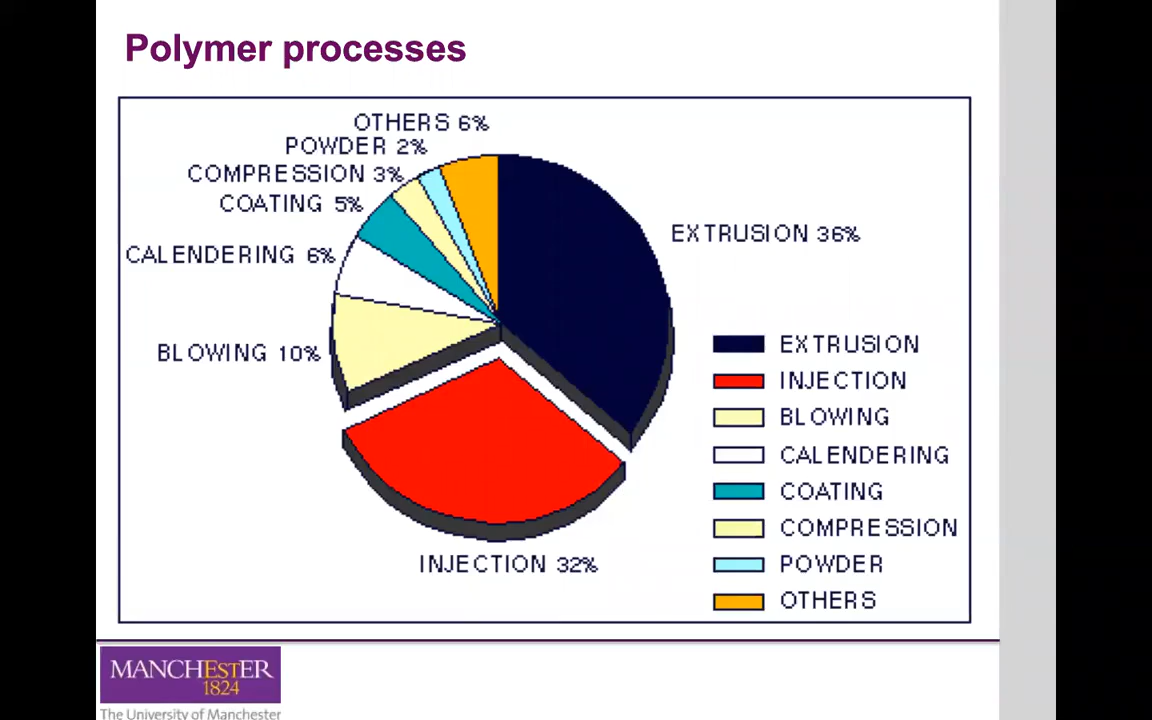 Polymer processes
OTHERS 6%
POWDER 2%
COMPRESSION 3%
COATING 5%
EXTRUSION 36%
CALENDERING 6%
BLOWING 10%
EXTRUSION
INJECTION
BLOWING
CALENDERING
COATING
COMPRESSION
POWDER
OTHERS
INJECTION 32%
MANCHESTER
1824
The University of Manchester